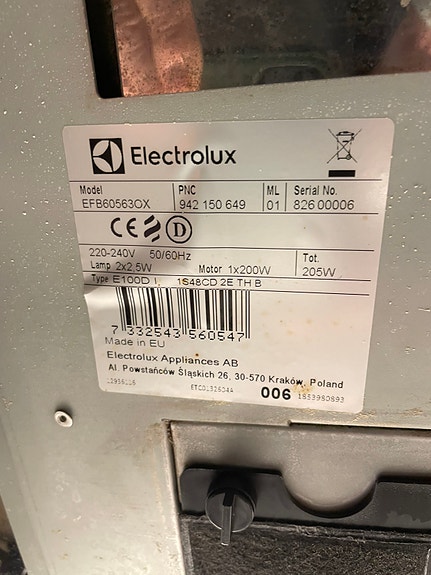 Electrolux
Model PNC ML Serial No.
EFB60563OX 942 150 649 01 826 00006
CE D
220-240V 50/60Hz Tot.
Lamp 2x2,5W Motor 1x200W 205W
Type E100D I, 1S48CD 2E TH B
7 332543 560547
Made in EU
Electrolux Appliances AB
Al. Powstańców Śląskich 26, 30-570 Kraków, Poland
006